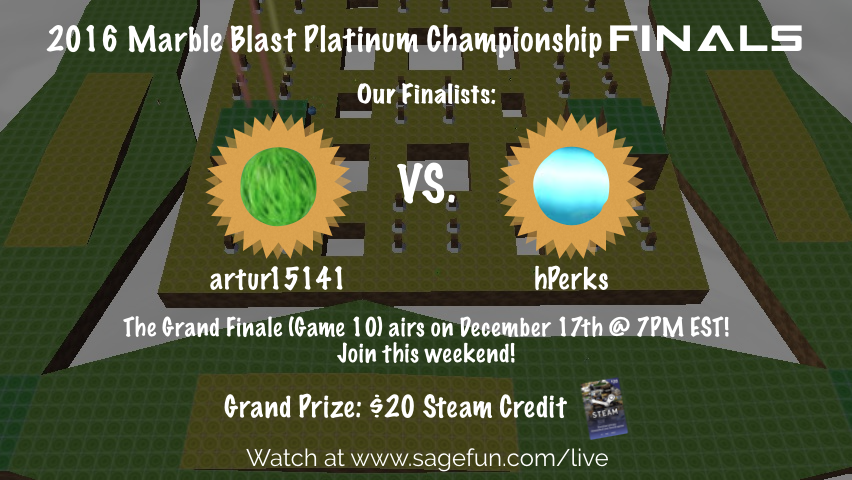 2016 Marble Blast Platinum Championship FINALS
Our Finalists:
VS.
artur15141 hPerks
The Grand Finale (Game 10) airs on December 17th @ 7PM EST!
Join this weekend!
Grand Prize: $20 Steam Credit
STEAM
Watch at www.sagefun.com/live